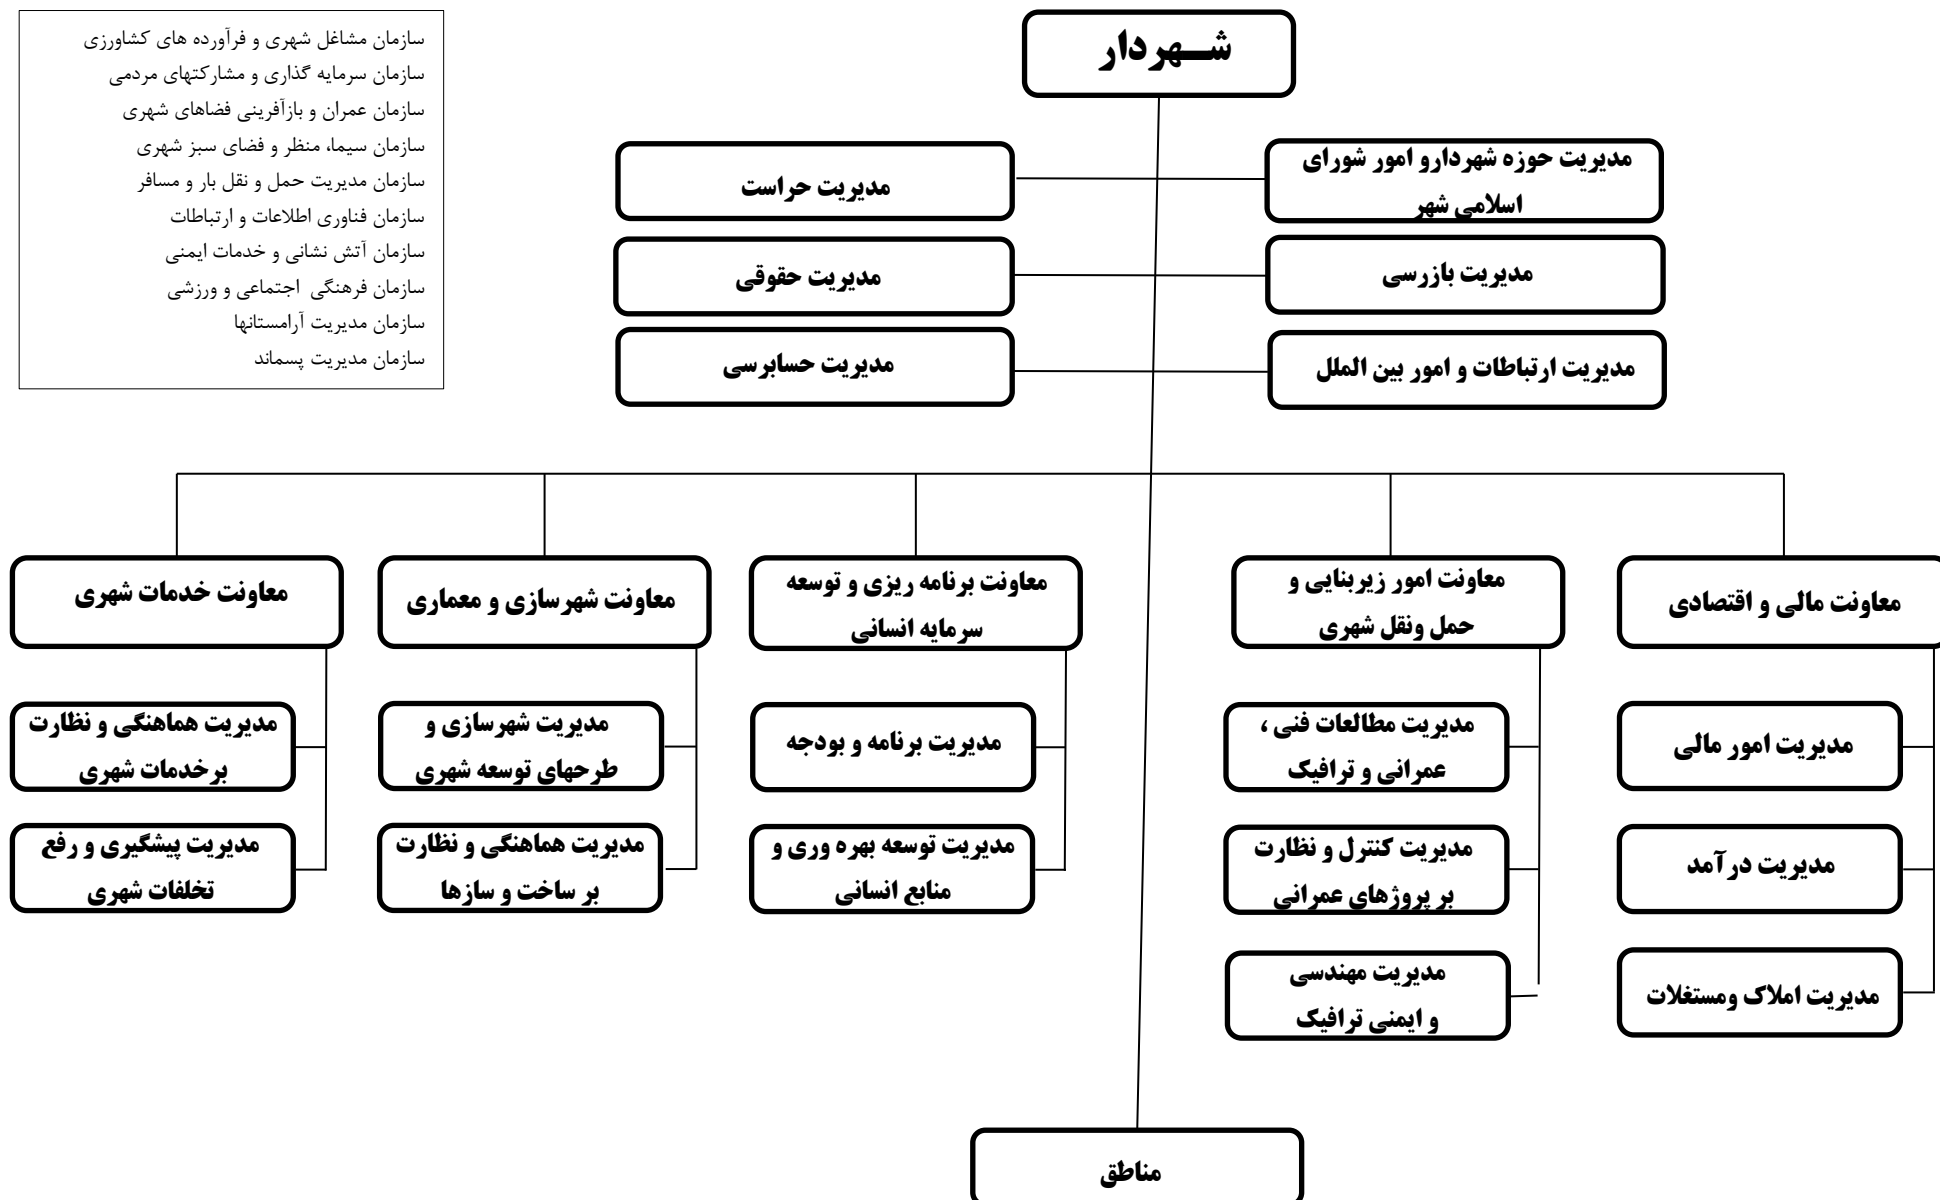 سازمان مشاغل شهری و فرآورده های کشاورزی
سازمان سرمایه گذاری و مشارکتهای مردمی
سازمان عمران و بازآفرینی فضاهای شهری
سازمان سیما، منظر و فضای سبز شهری
سازمان مدیریت حمل و نقل بار و مسافر
سازمان فناوری اطلاعات و ارتباطات
سازمان آتش نشانی و خدمات ایمنی
سازمان فرهنگی اجتماعی و ورزشی
سازمان مدیریت آرامستانها
سازمان مدیریت پسماند
شـــهردار
مدیریت حوزه شهردارو امور شورای
اسلامی شهر
مدیریت حراست
مدیریت بازرسی
مدیریت حقوقی
مدیریت ارتباطات و امور بین الملل
مدیریت حسابرسی
معاونت مالی و اقتصادی
مدیریت امور مالی
مدیریت درآمد
مدیریت املاک ومستغلات
معاونت امور زیربنایی و
حمل ونقل شهری
مدیریت مطالعات فنی ،
عمرانی و ترافیک
مدیریت کنترل و نظارت
بر پروژهای عمرانی
مدیریت مهندسی
و ایمنی ترافیک
معاونت برنامه ریزی و توسعه
سرمایه انسانی
مدیریت برنامه و بودجه
مدیریت توسعه بهره وری و
منابع انسانی
معاونت شهرسازی و معماری
مدیریت شهرسازی و
طرحهای توسعه شهری
مدیریت هماهنگی و نظارت
بر ساخت و سازها
معاونت خدمات شهری
مدیریت هماهنگی و نظارت
برخدمات شهری
مدیریت پیشگیری و رفع
تخلفات شهری
مناطق